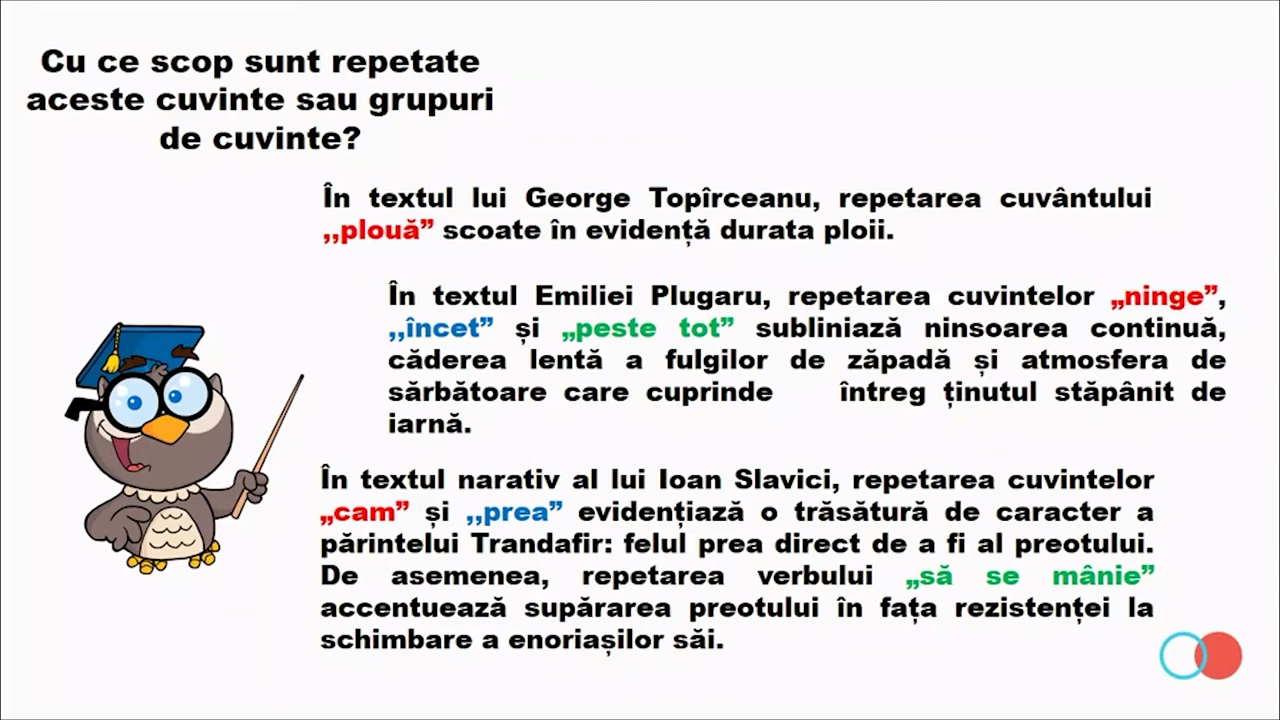 Cu ce scop sunt repetate
aceste cuvinte sau grupuri
de cuvinte?
În textul lui George Topîrceanu, repetarea cuvântului
,,plouă” scoate în evidență durata ploii.
În textul Emiliei Plugaru, repetarea cuvintelor „ninge”,
,,încet” și „peste tot” subliniază ninsoarea continuă,
căderea lentă a fulgilor de zăpadă și atmosfera de
sărbătoare care cuprinde întreg ținutul stăpânit de
iarnă.
În textul narativ al lui Ioan Slavici, repetarea cuvintelor
„cam” și ,,prea” evidențiază o trăsătură de caracter a
părintelui Trandafir: felul prea direct de a fi al preotului.
De asemenea, repetarea verbului „să se mânie”
accentuează supărarea preotului în fața rezistenței la
schimbare a enoriașilor săi.